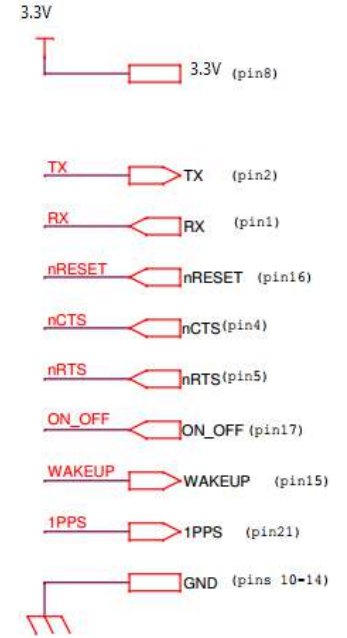 3.3V
3.3V (pin8)
TX TX (pin2)
RX RX (pin1)
nRESET nRESET (pin16)
nCTS nCTS(pin4)
nRTS nRTS(pin5)
ON_OFF ON_OFF (pin17)
WAKEUP WAKEUP (pin15)
1PPS 1PPS (pin21)
GND (pins 10-14)